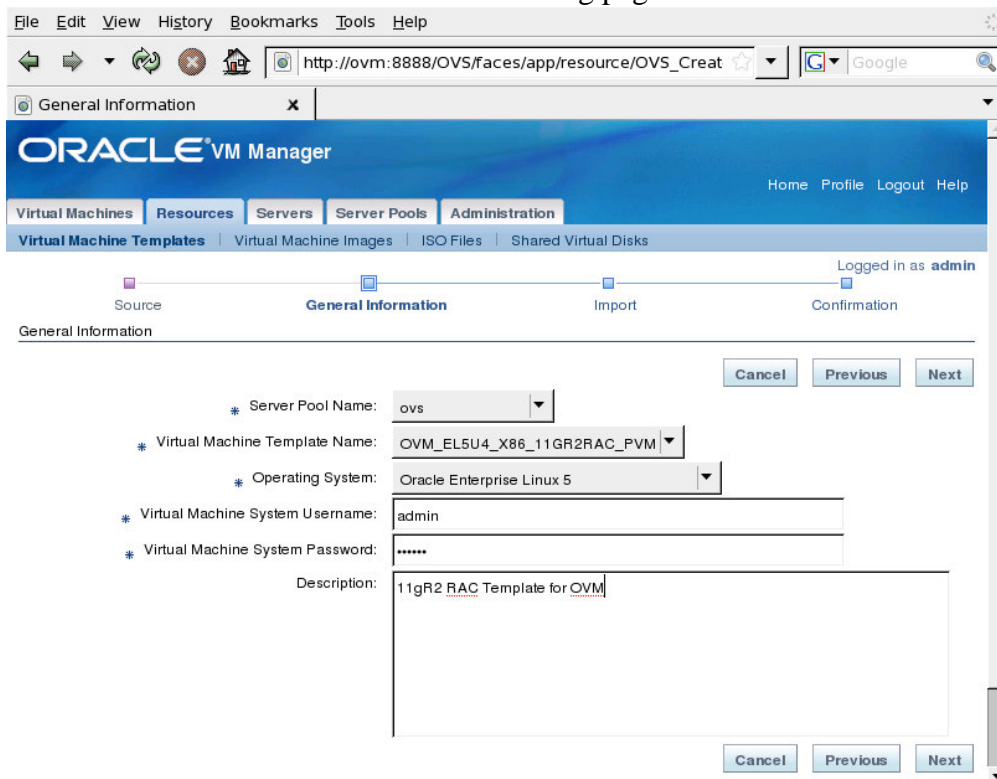 File Edit View History Bookmarks Tools Help
http://ovm:8888/OVS/faces/app/resource/OVS_Creat
G Google
General Information x
ORACLE VM Manager
Home Profile Logout Help
Virtual Machines Resources Servers Server Pools Administration
Virtual Machine Templates | Virtual Machine Images | ISO Files | Shared Virtual Disks
Logged in as admin
Source General Information Import Confirmation
General Information
Cancel Previous Next
* Server Pool Name: ovs
* Virtual Machine Template Name: OVM_EL5U4_X86_11GR2RAC_PVM
* Operating System: Oracle Enterprise Linux 5
* Virtual Machine System Username: admin
* Virtual Machine System Password: ••••••
Description: 11gR2 RAC Template for OVM
Cancel Previous Next